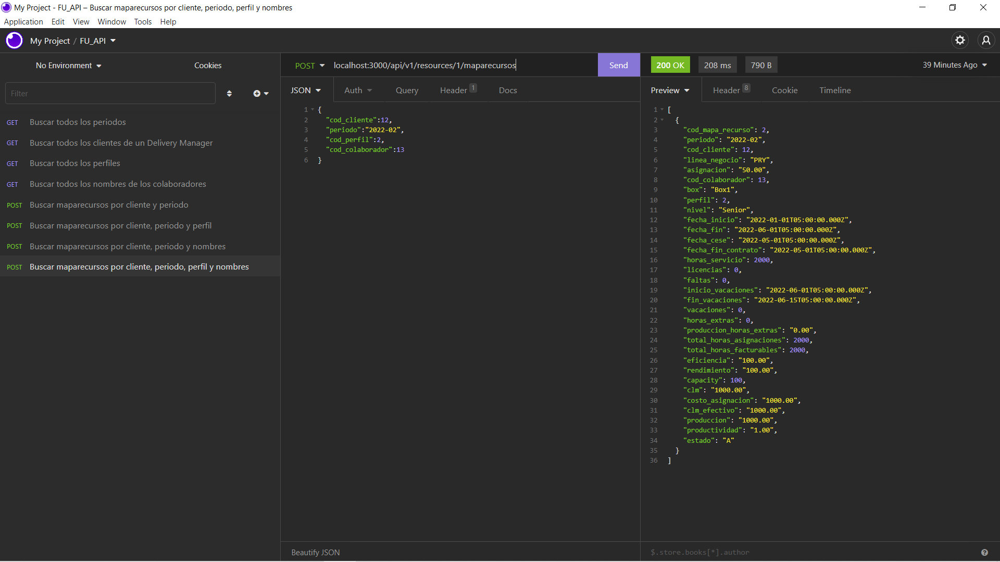 My Project - FU_API – Buscar maparecursos por cliente, periodo, perfil y nombres
Application Edit View Window Tools Help
My Project / FU_API
No Environment Cookies
Filter
GET Buscar todos los periodos
GET Buscar todos los clientes de un Delivery Manager
GET Buscar todos los perfiles
GET Buscar todos los nombres de los colaboradores
POST Buscar maparecursos por cliente y periodo
POST Buscar maparecursos por cliente, periodo y perfil
POST Buscar maparecursos por cliente, periodo y nombres
POST Buscar maparecursos por cliente, periodo, perfil y nombres
POST localhost:3000/api/v1/resources/1/maparecursos Send
JSON Auth Query Header 1 Docs
1 {
2 "cod_cliente":12,
3 "periodo":"2022-02",
4 "cod_perfil":2,
5 "cod_colaborador":13
6 }
Beautify JSON
200 OK 208 ms 790 B 39 Minutes Ago
Preview Header 8 Cookie Timeline
1 [
2 {
3 "cod_mapa_recurso": 2,
4 "periodo": "2022-02",
5 "cod_cliente": 12,
6 "linea_negocio": "PRY",
7 "asignacion": "50.00",
8 "cod_colaborador": 13,
9 "box": "Box1",
10 "perfil": 2,
11 "nivel": "Senior",
12 "fecha_inicio": "2022-01-01T05:00:00.000Z",
13 "fecha_fin": "2022-06-01T05:00:00.000Z",
14 "fecha_cese": "2022-05-01T05:00:00.000Z",
15 "fecha_fin_contrato": "2022-05-01T05:00:00.000Z",
16 "horas_servicio": 2000,
17 "licencias": 0,
18 "faltas": 0,
19 "inicio_vacaciones": "2022-06-01T05:00:00.000Z",
20 "fin_vacaciones": "2022-06-15T05:00:00.000Z",
21 "vacaciones": 0,
22 "horas_extras": 0,
23 "produccion_horas_extras": "0.00",
24 "total_horas_asignaciones": 2000,
25 "total_horas_facturables": 2000,
26 "eficiencia": "100.00",
27 "rendimiento": "100.00",
28 "capacity": 100,
29 "clm": "1000.00",
30 "costo_asignacion": "1000.00",
31 "clm_efectivo": "1000.00",
32 "produccion": "1000.00",
33 "productividad": "1.00",
34 "estado": "A"
35 }
36 ]
$.store.books[*].author